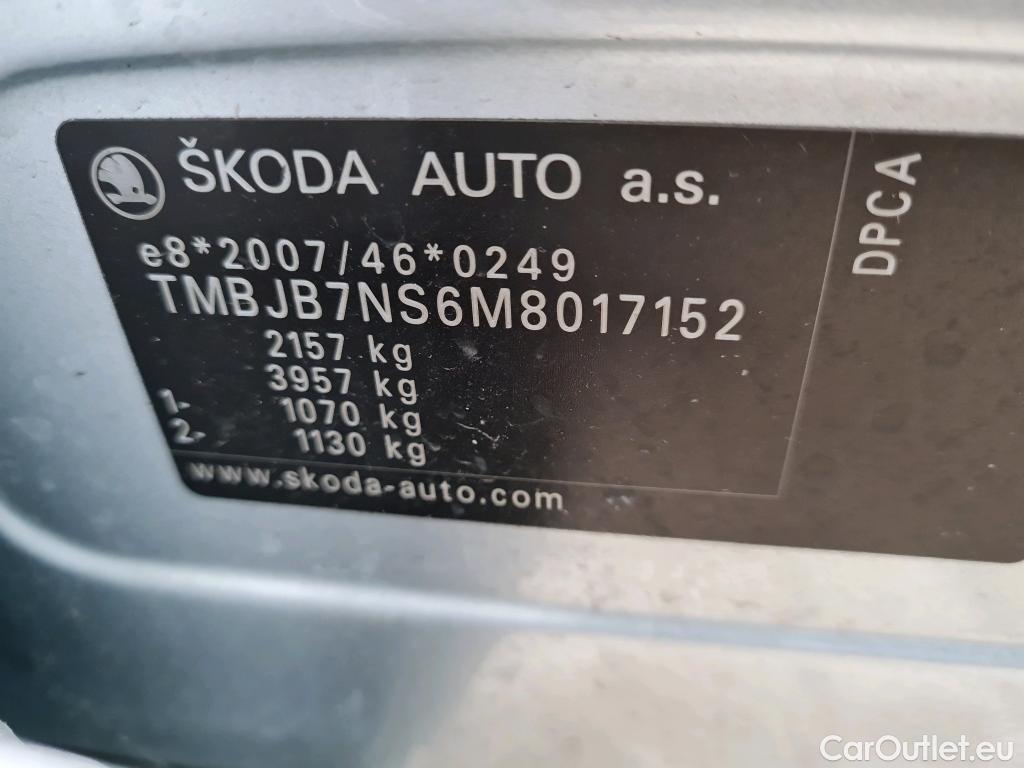 ŠKODA AUTO a.s.
e8*2007/46*0249
TMBJB7NS6M8017152
2157 kg
3957 kg
1- 1070 kg
2- 1130 kg
www.skoda-auto.com
DPCA
CarOutlet.eu